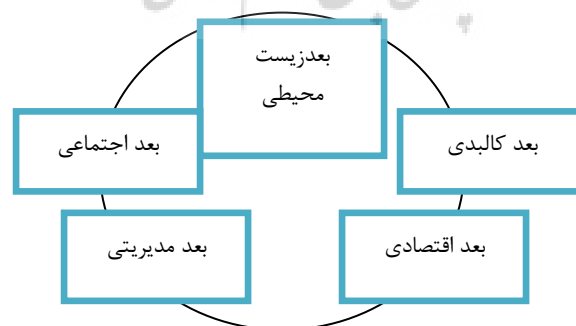 بعدزیست
محیطی
بعد کالبدی
بعد اجتماعی
بعد اقتصادی
بعد مدیریتی